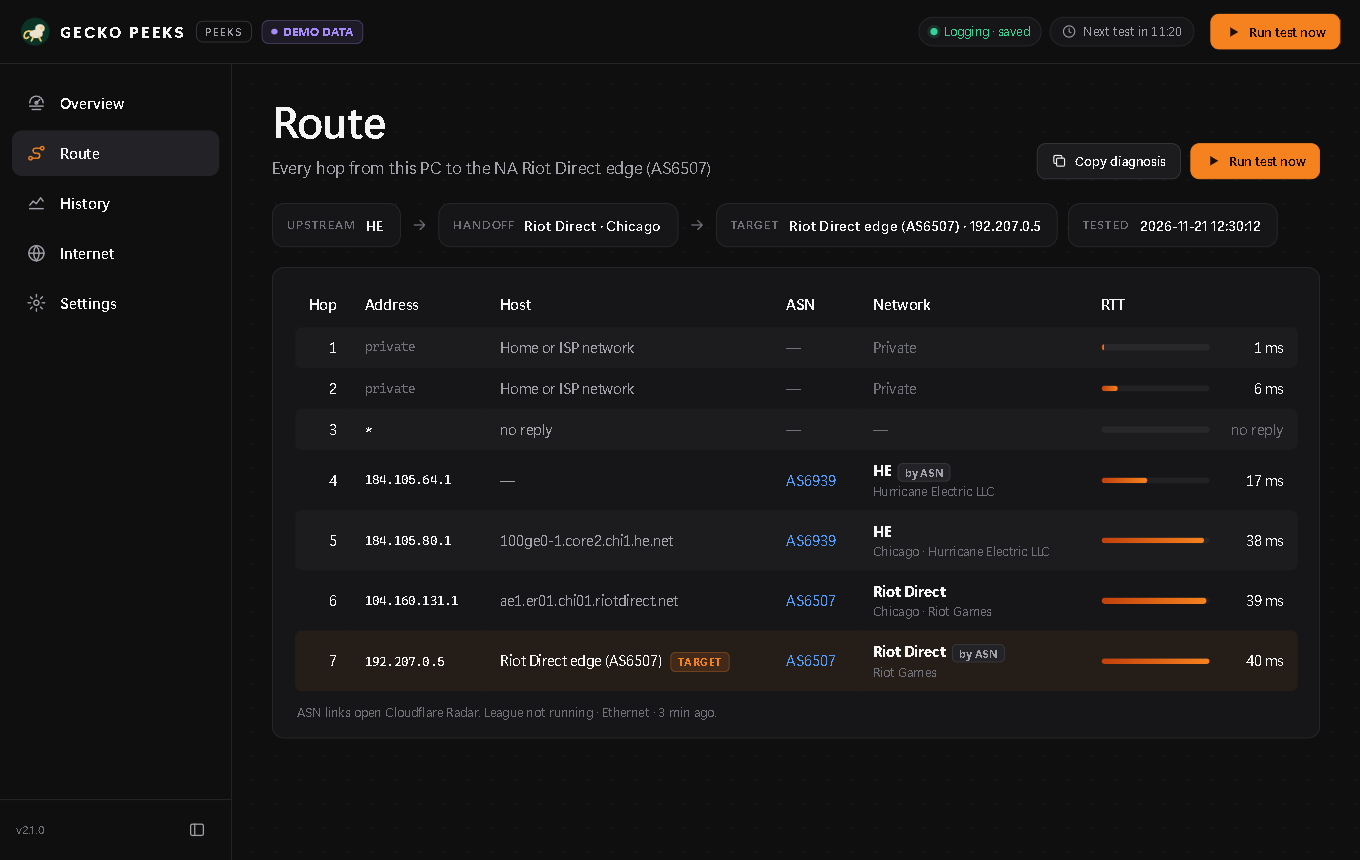 GECKO PEEKS PEEKS DEMO DATA Logging · saved Next test in 11:20 Run test now
Overview
Route
History
Internet
Settings
v2.1.0
Route
Every hop from this PC to the NA Riot Direct edge (AS6507)
Copy diagnosis Run test now
UPSTREAM HE → HANDOFF Riot Direct · Chicago → TARGET Riot Direct edge (AS6507) · 192.207.0.5 TESTED 2026-11-21 12:30:12
Hop Address Host ASN Network RTT
1 private Home or ISP network — Private 1 ms
2 private Home or ISP network — Private 6 ms
3 * no reply — — no reply
4 184.105.64.1 — AS6939 HE by ASN 17 ms
Hurricane Electric LLC
5 184.105.80.1 100ge0-1.core2.chi1.he.net AS6939 HE 38 ms
Chicago · Hurricane Electric LLC
6 104.160.131.1 ae1.er01.chi01.riotdirect.net AS6507 Riot Direct 39 ms
Chicago · Riot Games
7 192.207.0.5 Riot Direct edge (AS6507) TARGET AS6507 Riot Direct by ASN 40 ms
Riot Games
ASN links open Cloudflare Radar. League not running · Ethernet · 3 min ago.